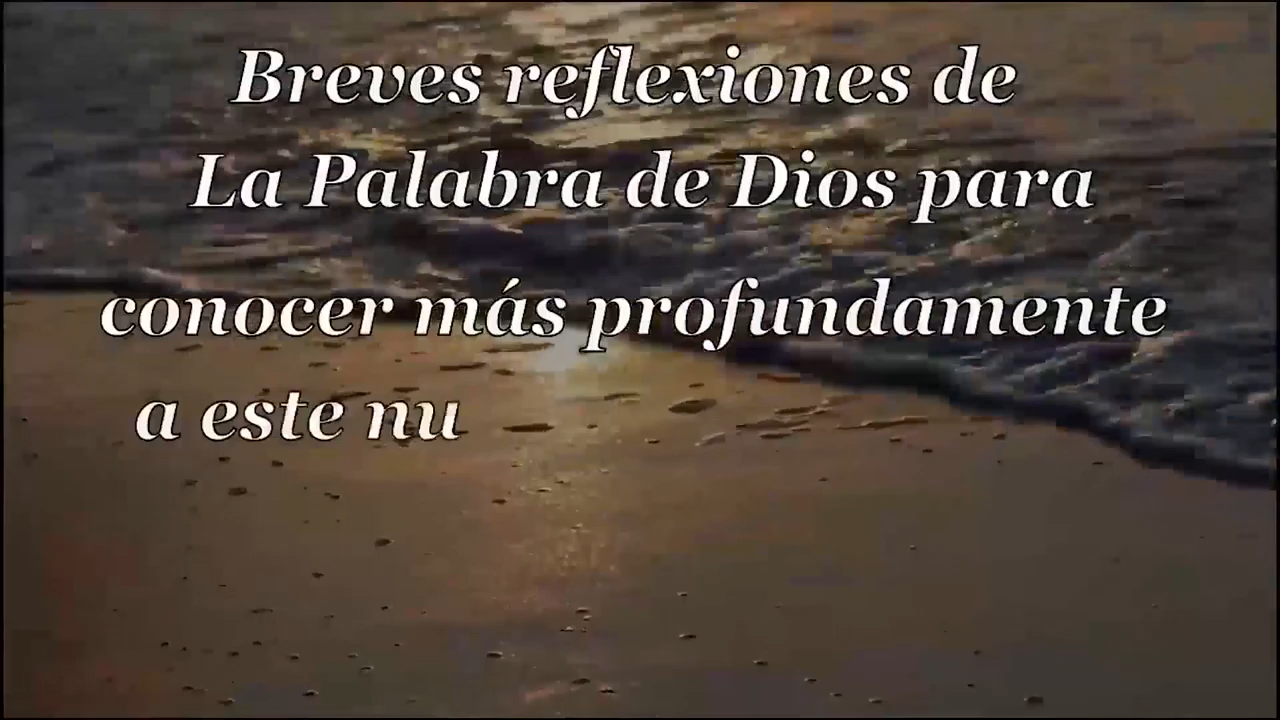 Breves reflexiones de
La Palabra de Dios para
conocer más profundamente
a este nu